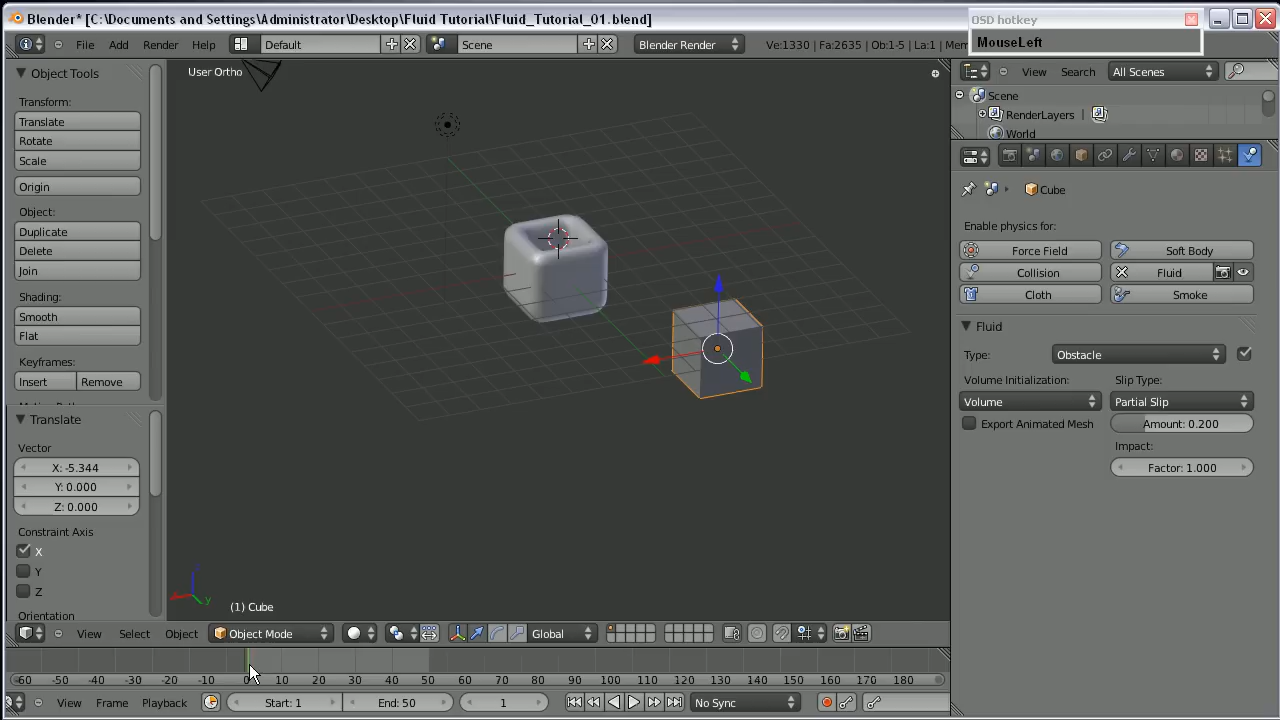 Blender* [C:\Documents and Settings\Administrator\Desktop\Fluid Tutorial\Fluid_Tutorial_01.blend]
OSD hotkey
MouseLeft
File Add Render Help Default Scene Blender Render Ve:1330 | Fa:2635 | Ob:1-5 | La:1 | Mem
Object Tools
User Ortho
View Search All Scenes
Scene
RenderLayers
World
Transform:
Translate
Rotate
Scale
Origin
Object:
Duplicate
Delete
Join
Shading:
Smooth
Flat
Keyframes:
Insert Remove
Cube
Enable physics for:
Force Field Soft Body
Collision Fluid
Cloth Smoke
Fluid
Type: Obstacle
Volume Initialization: Slip Type:
Volume Partial Slip
Export Animated Mesh Amount: 0.200
Impact:
Factor: 1.000
Translate
Vector
X: -5.344
Y: 0.000
Z: 0.000
Constraint Axis
X
Y
Z
Orientation
(1) Cube
View Select Object Object Mode Global
-60 -50 -40 -30 -20 -10 0 10 20 30 40 50 60 70 80 90 100 110 120 130 140 150 160 170 180
View Frame Playback Start: 1 End: 50 1 No Sync